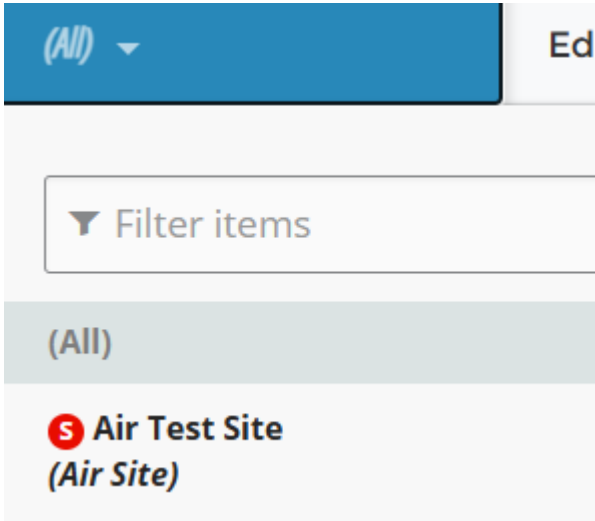 (All)
Ed
Filter items
(All)
S Air Test Site
(Air Site)